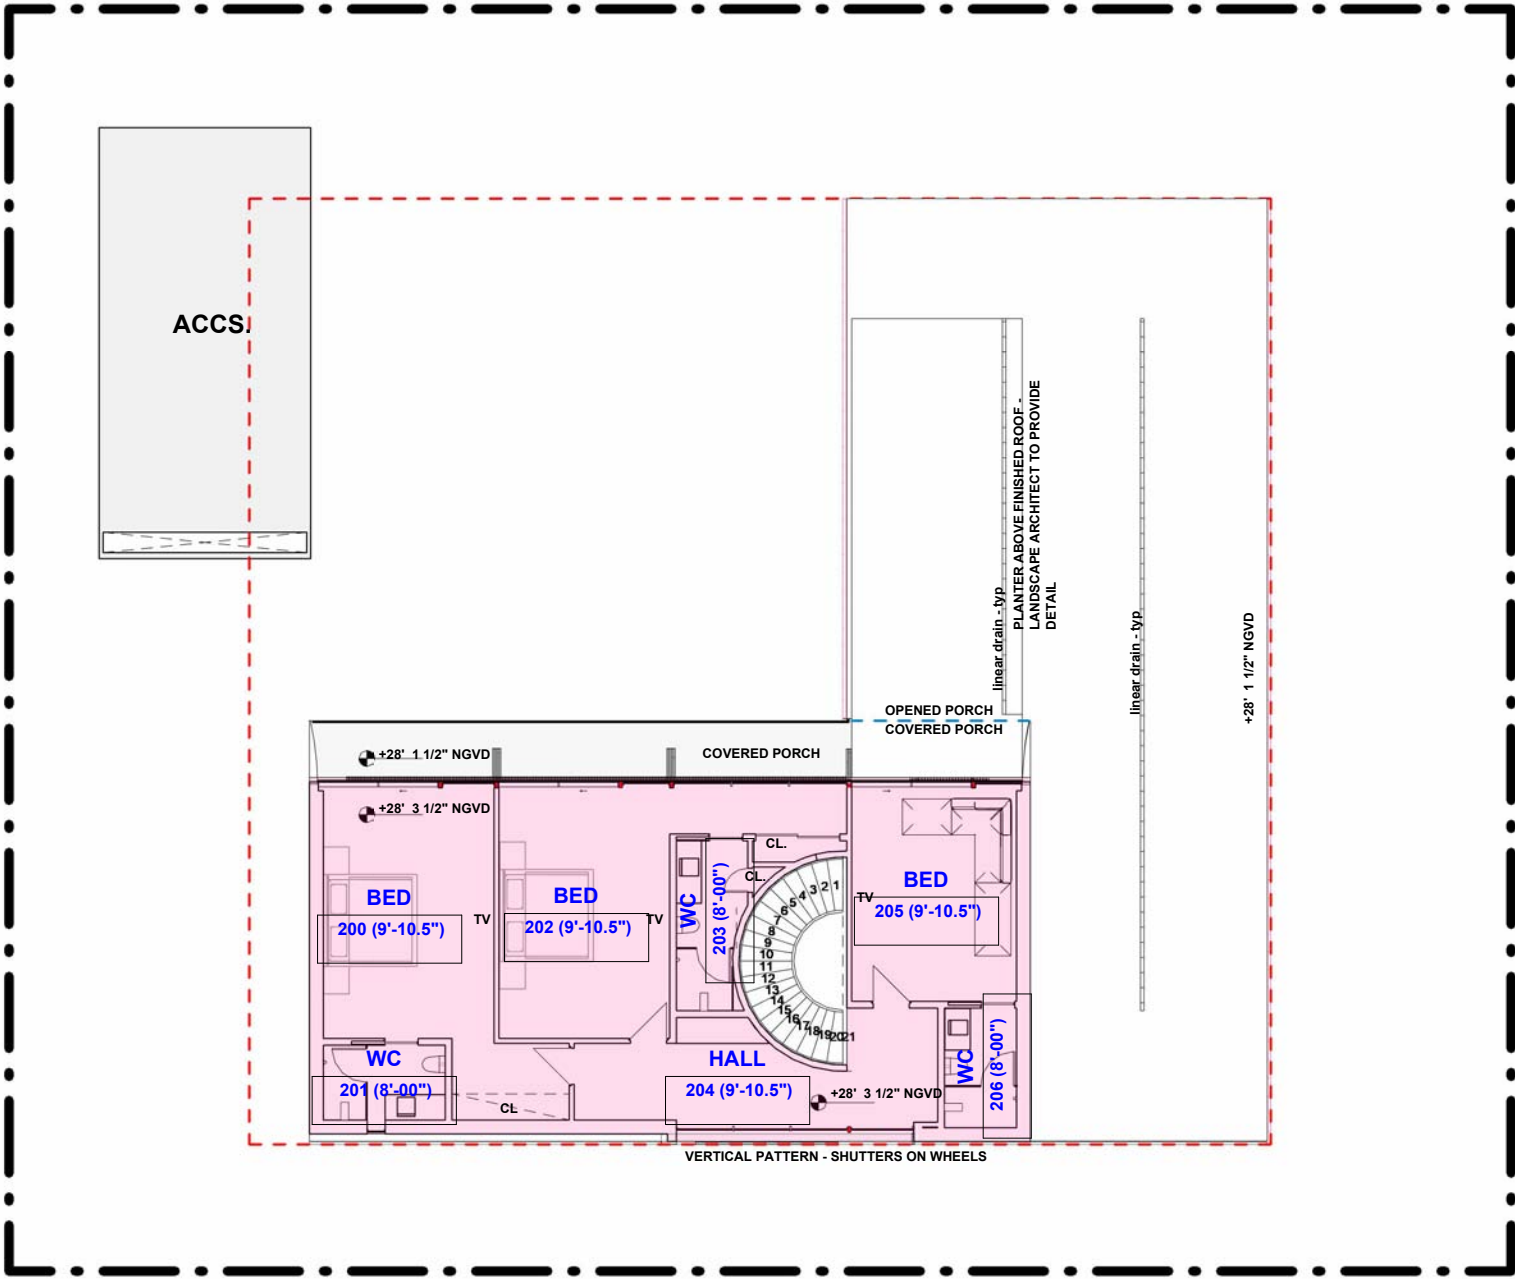 ACCS.
PLANTER ABOVE FINISHED ROOF -
LANDSCAPE ARCHITECT TO PROVIDE
DETAIL
linear drain - typ
linear drain - typ
+28' 1 1/2" NGVD
OPENED PORCH
COVERED PORCH
+28' 1 1/2" NGVD
COVERED PORCH
+28' 3 1/2" NGVD
CL.
CL.
BED
200 (9'-10.5")
TV
BED
202 (9'-10.5")
TV
WC
203 (8'-00")
TV
BED
205 (9'-10.5")
1
2
3
4
5
6
7
8
9
10
11
12
13
14
15
16
17
18
19
20
21
WC
201 (8'-00")
CL
HALL
204 (9'-10.5")
+28' 3 1/2" NGVD
WC
206 (8'-00")
VERTICAL PATTERN - SHUTTERS ON WHEELS